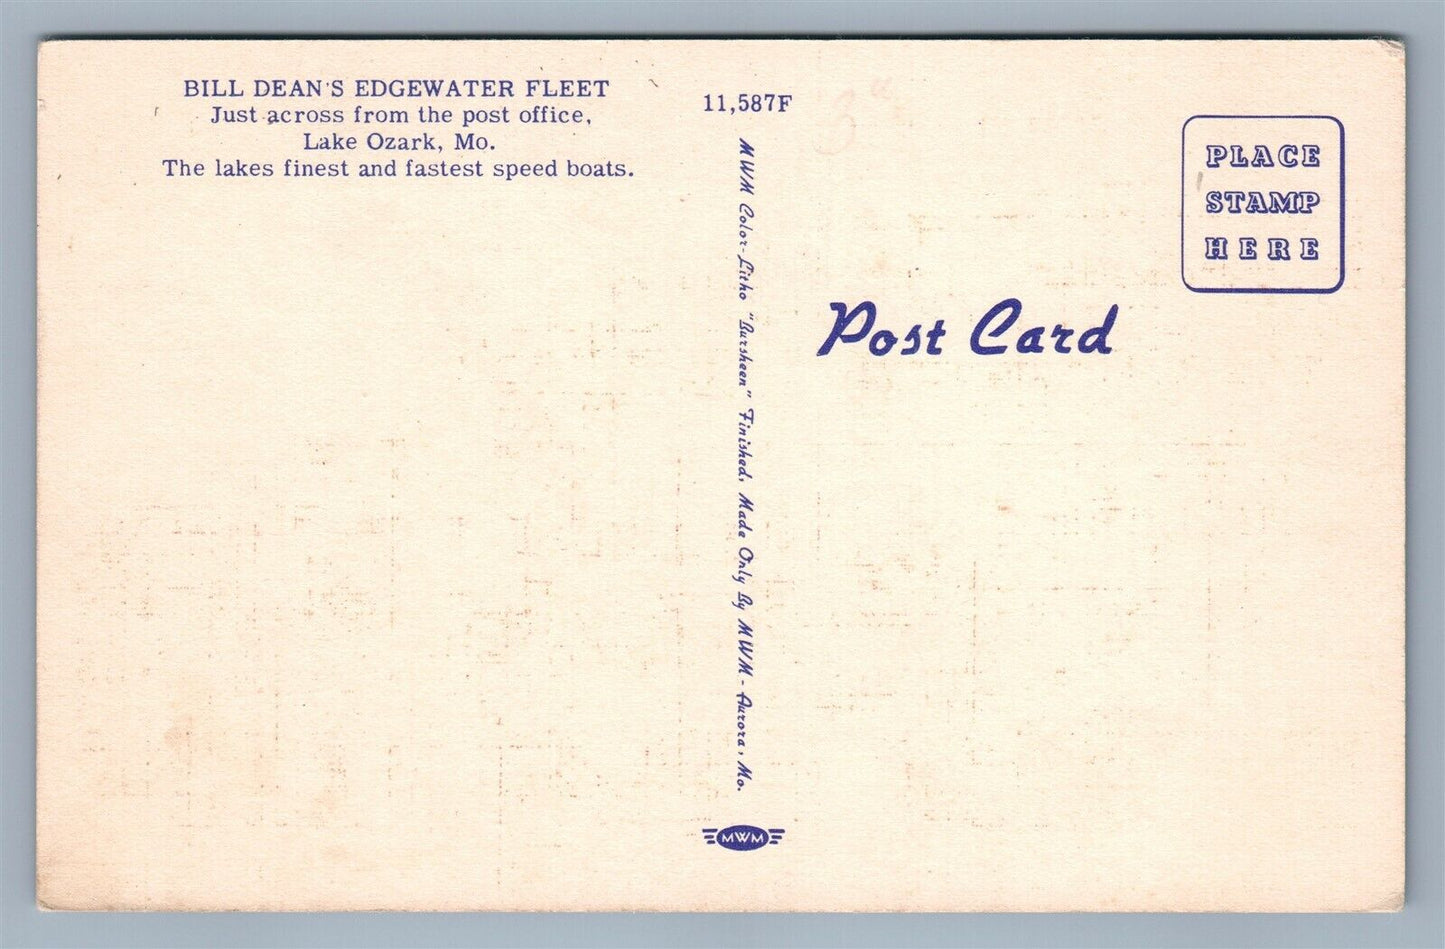 BILL DEAN'S EDGEWATER FLEET
Just across from the post office,
Lake Ozark, Mo.
The lakes finest and fastest speed boats.
11,587F
3"
MWM Color-Litho "Bursheen" Finished, Made Only By MWM - Aurora, Mo.
MWM
PLACE
STAMP
HERE
Post Card